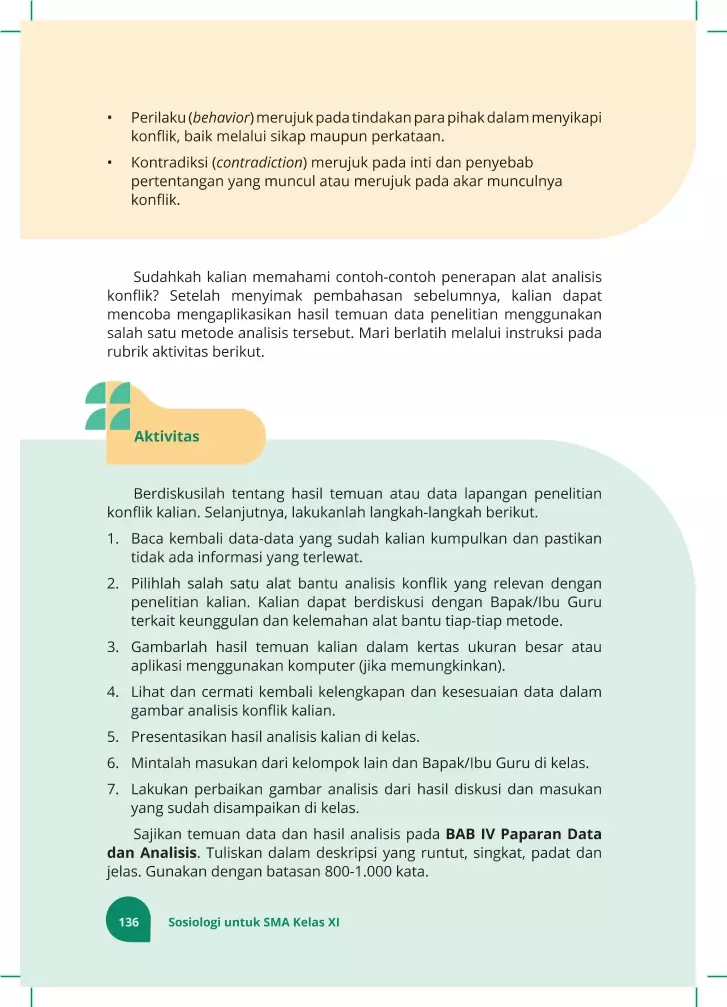 • Perilaku (behavior) merujuk pada tindakan para pihak dalam menyikapi
konflik, baik melalui sikap maupun perkataan.
• Kontradiksi (contradiction) merujuk pada inti dan penyebab
pertentangan yang muncul atau merujuk pada akar munculnya
konflik.
Sudahkah kalian memahami contoh-contoh penerapan alat analisis
konflik? Setelah menyimak pembahasan sebelumnya, kalian dapat
mencoba mengaplikasikan hasil temuan data penelitian menggunakan
salah satu metode analisis tersebut. Mari berlatih melalui instruksi pada
rubrik aktivitas berikut.
Aktivitas
Berdiskusilah tentang hasil temuan atau data lapangan penelitian
konflik kalian. Selanjutnya, lakukanlah langkah-langkah berikut.
1. Baca kembali data-data yang sudah kalian kumpulkan dan pastikan
tidak ada informasi yang terlewat.
2. Pilihlah salah satu alat bantu analisis konflik yang relevan dengan
penelitian kalian. Kalian dapat berdiskusi dengan Bapak/Ibu Guru
terkait keunggulan dan kelemahan alat bantu tiap-tiap metode.
3. Gambarlah hasil temuan kalian dalam kertas ukuran besar atau
aplikasi menggunakan komputer (jika memungkinkan).
4. Lihat dan cermati kembali kelengkapan dan kesesuaian data dalam
gambar analisis konflik kalian.
5. Presentasikan hasil analisis kalian di kelas.
6. Mintalah masukan dari kelompok lain dan Bapak/Ibu Guru di kelas.
7. Lakukan perbaikan gambar analisis dari hasil diskusi dan masukan
yang sudah disampaikan di kelas.
Sajikan temuan data dan hasil analisis pada BAB IV Paparan Data
dan Analisis. Tuliskan dalam deskripsi yang runtut, singkat, padat dan
jelas. Gunakan dengan batasan 800-1.000 kata.
136 Sosiologi untuk SMA Kelas XI